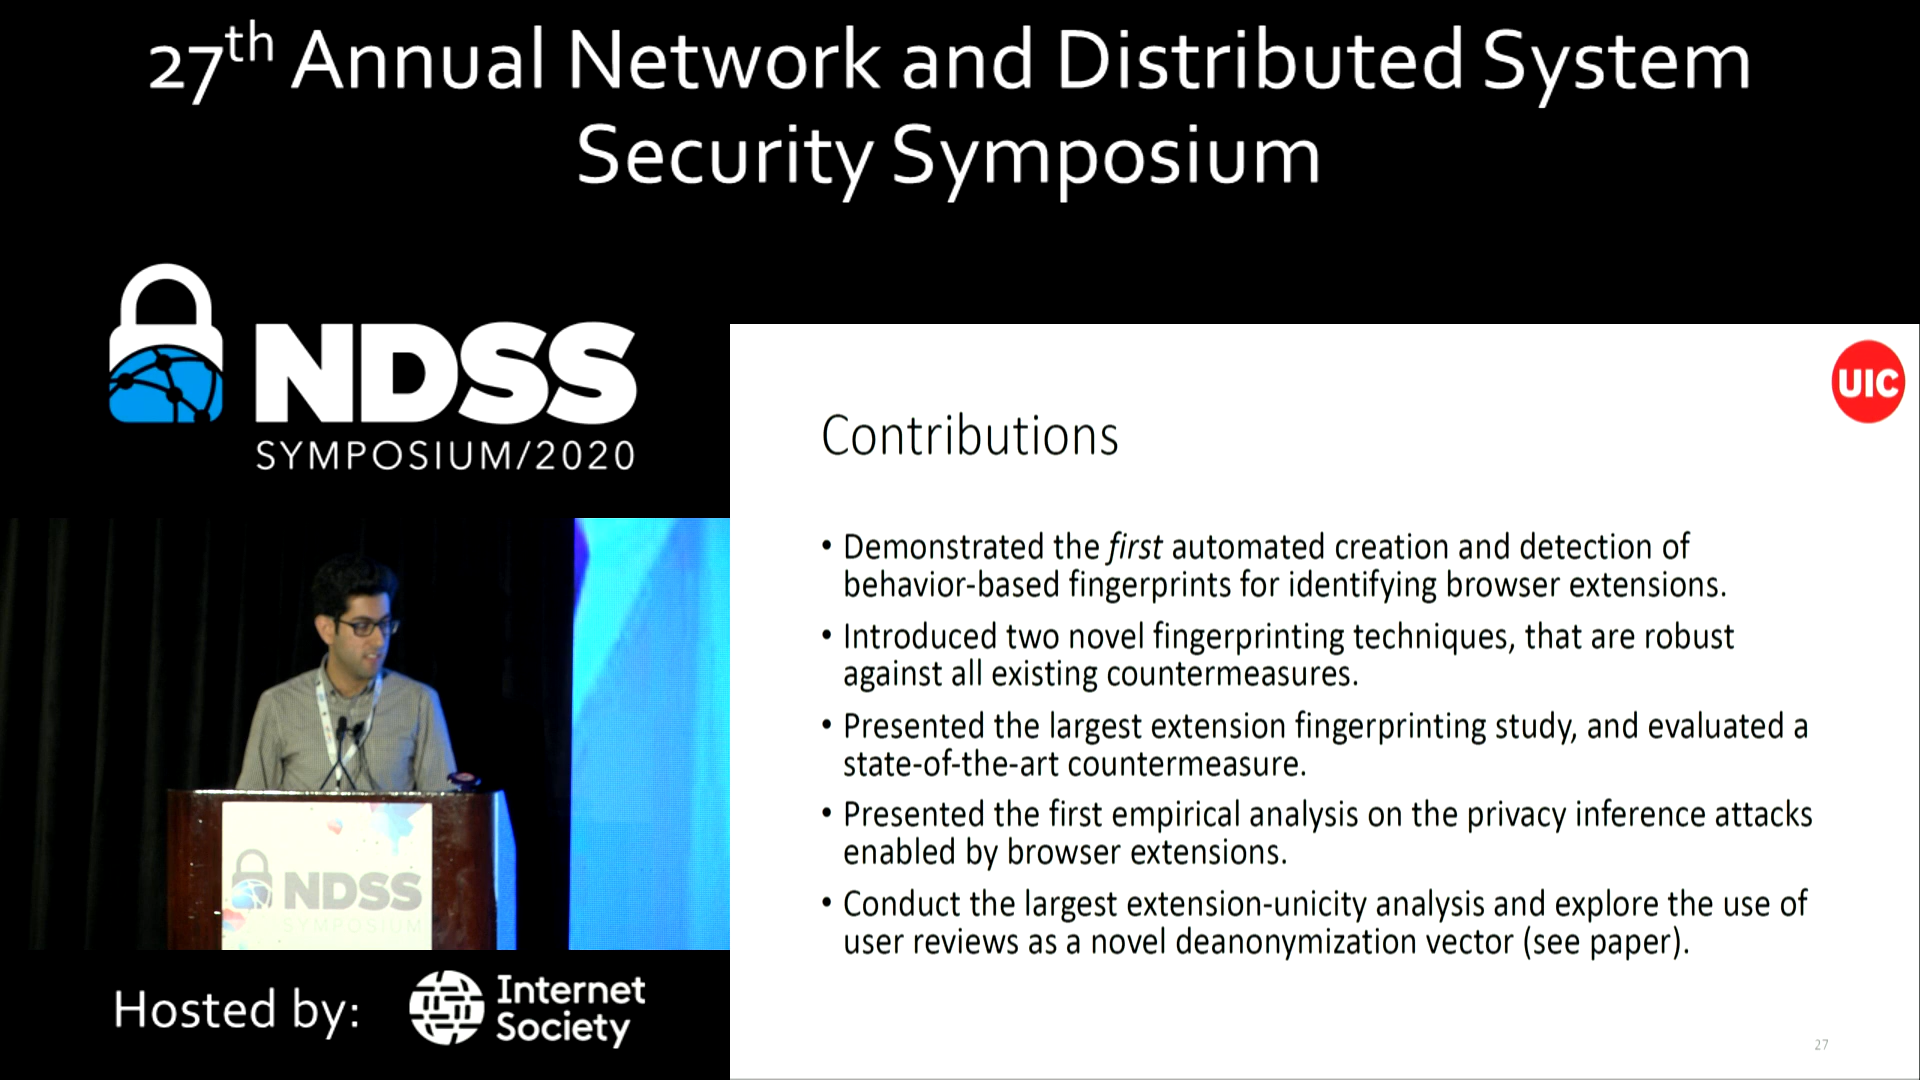 27th Annual Network and Distributed System
Security Symposium
NDSS
SYMPOSIUM/2020
UIC
Contributions
• Demonstrated the first automated creation and detection of
behavior-based fingerprints for identifying browser extensions.
• Introduced two novel fingerprinting techniques, that are robust
against all existing countermeasures.
• Presented the largest extension fingerprinting study, and evaluated a
state-of-the-art countermeasure.
• Presented the first empirical analysis on the privacy inference attacks
enabled by browser extensions.
• Conduct the largest extension-unicity analysis and explore the use of
user reviews as a novel deanonymization vector (see paper).
27
NDSS
SYMPOSIUM
Hosted by:
Internet
Society